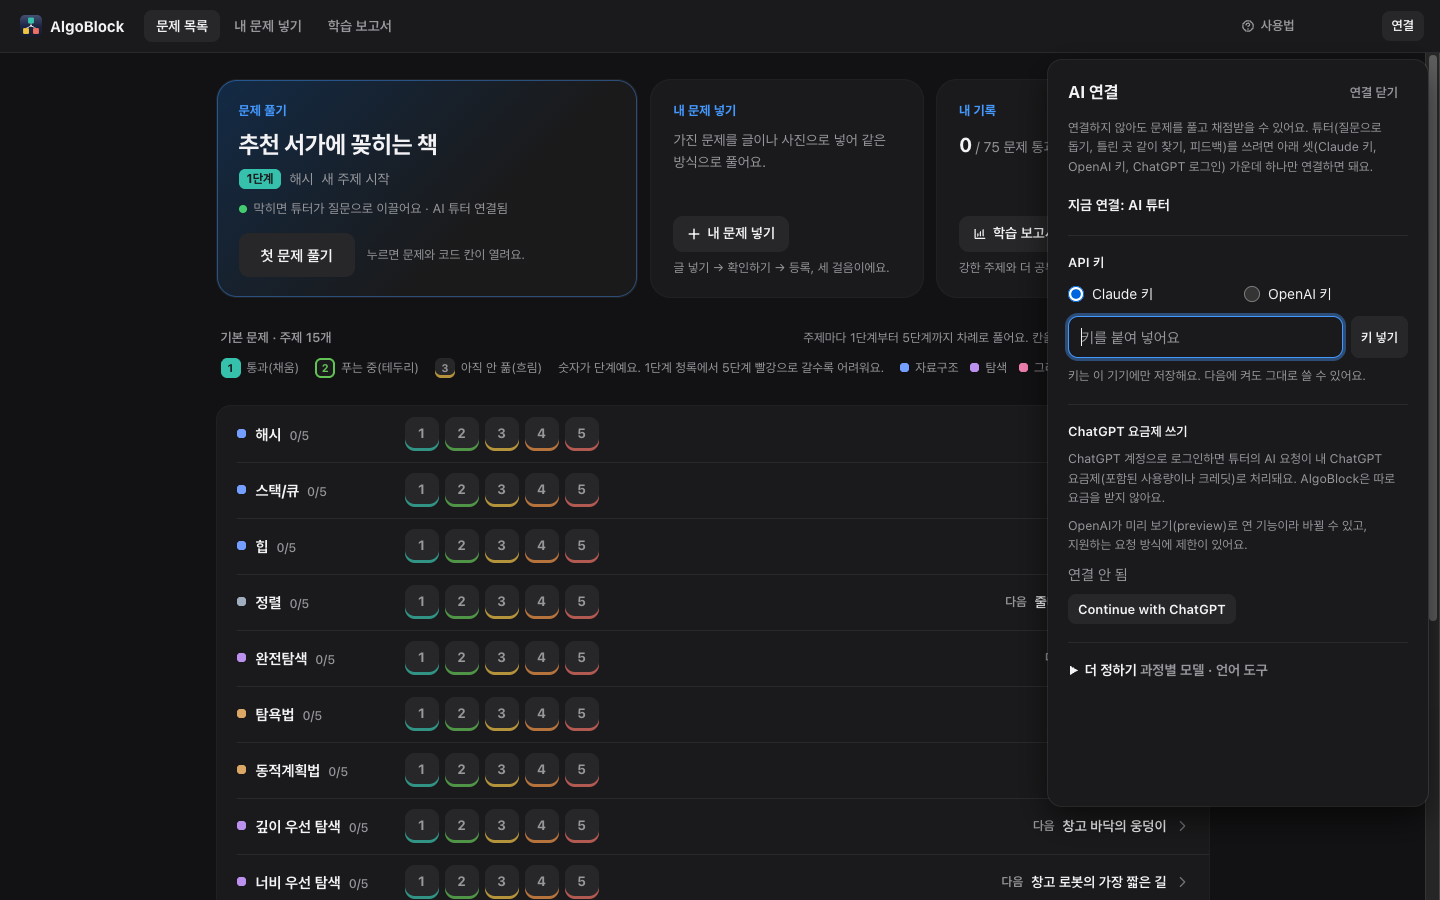 AlgoBlock
문제 목록
내 문제 넣기
학습 보고서
사용법
연결
문제 풀기
추천 서가에 꽂히는 책
1단계 해시 새 주제 시작
막히면 튜터가 질문으로 이끌어요 · AI 튜터 연결됨
첫 문제 풀기
누르면 문제와 코드 칸이 열려요.
내 문제 넣기
가진 문제를 글이나 사진으로 넣어 같은
방식으로 풀어요.
+ 내 문제 넣기
글 넣기 → 확인하기 → 등록, 세 걸음이에요.
내 기록
0 / 75 문제 통
학습 보고
강한 주제와 더
AI 연결
연결 닫기
연결하지 않아도 문제를 풀고 채점받을 수 있어요. 튜터(질문으로
돕기, 틀린 곳 같이 찾기, 피드백)를 쓰려면 아래 셋(Claude 키,
OpenAI 키, ChatGPT 로그인) 가운데 하나만 연결하면 돼요.
지금 연결: AI 튜터
API 키
Claude 키
OpenAI 키
키를 붙여 넣어요
키 넣기
키는 이 기기에만 저장해요. 다음에 켜도 그대로 쓸 수 있어요.
ChatGPT 요금제 쓰기
ChatGPT 계정으로 로그인하면 튜터의 AI 요청이 내 ChatGPT
요금제(포함된 사용량이나 크레딧)로 처리돼요. AlgoBlock은 따로
요금을 받지 않아요.
OpenAI가 미리 보기(preview)로 연 기능이라 바뀔 수 있고,
지원하는 요청 방식에 제한이 있어요.
연결 안 됨
Continue with ChatGPT
▶ 더 정하기 과정별 모델 · 언어 도구
기본 문제 · 주제 15개
주제마다 1단계부터 5단계까지 차례로 풀어요. 칸을
1 통과(채움) 2 푸는 중(테두리) 3 아직 안 풂(흐림) 숫자가 단계예요. 1단계 청록에서 5단계 빨강으로 갈수록 어려워요. 자료구조 탐색
해시 0/5 1 2 3 4 5
스택/큐 0/5 1 2 3 4 5
힙 0/5 1 2 3 4 5
정렬 0/5 1 2 3 4 5 다음 줄
완전탐색 0/5 1 2 3 4 5
탐욕법 0/5 1 2 3 4 5
동적계획법 0/5 1 2 3 4 5
깊이 우선 탐색 0/5 1 2 3 4 5 다음 창고 바닥의 웅덩이
너비 우선 탐색 0/5 1 2 3 4 5 다음 창고 로봇의 가장 짧은 길